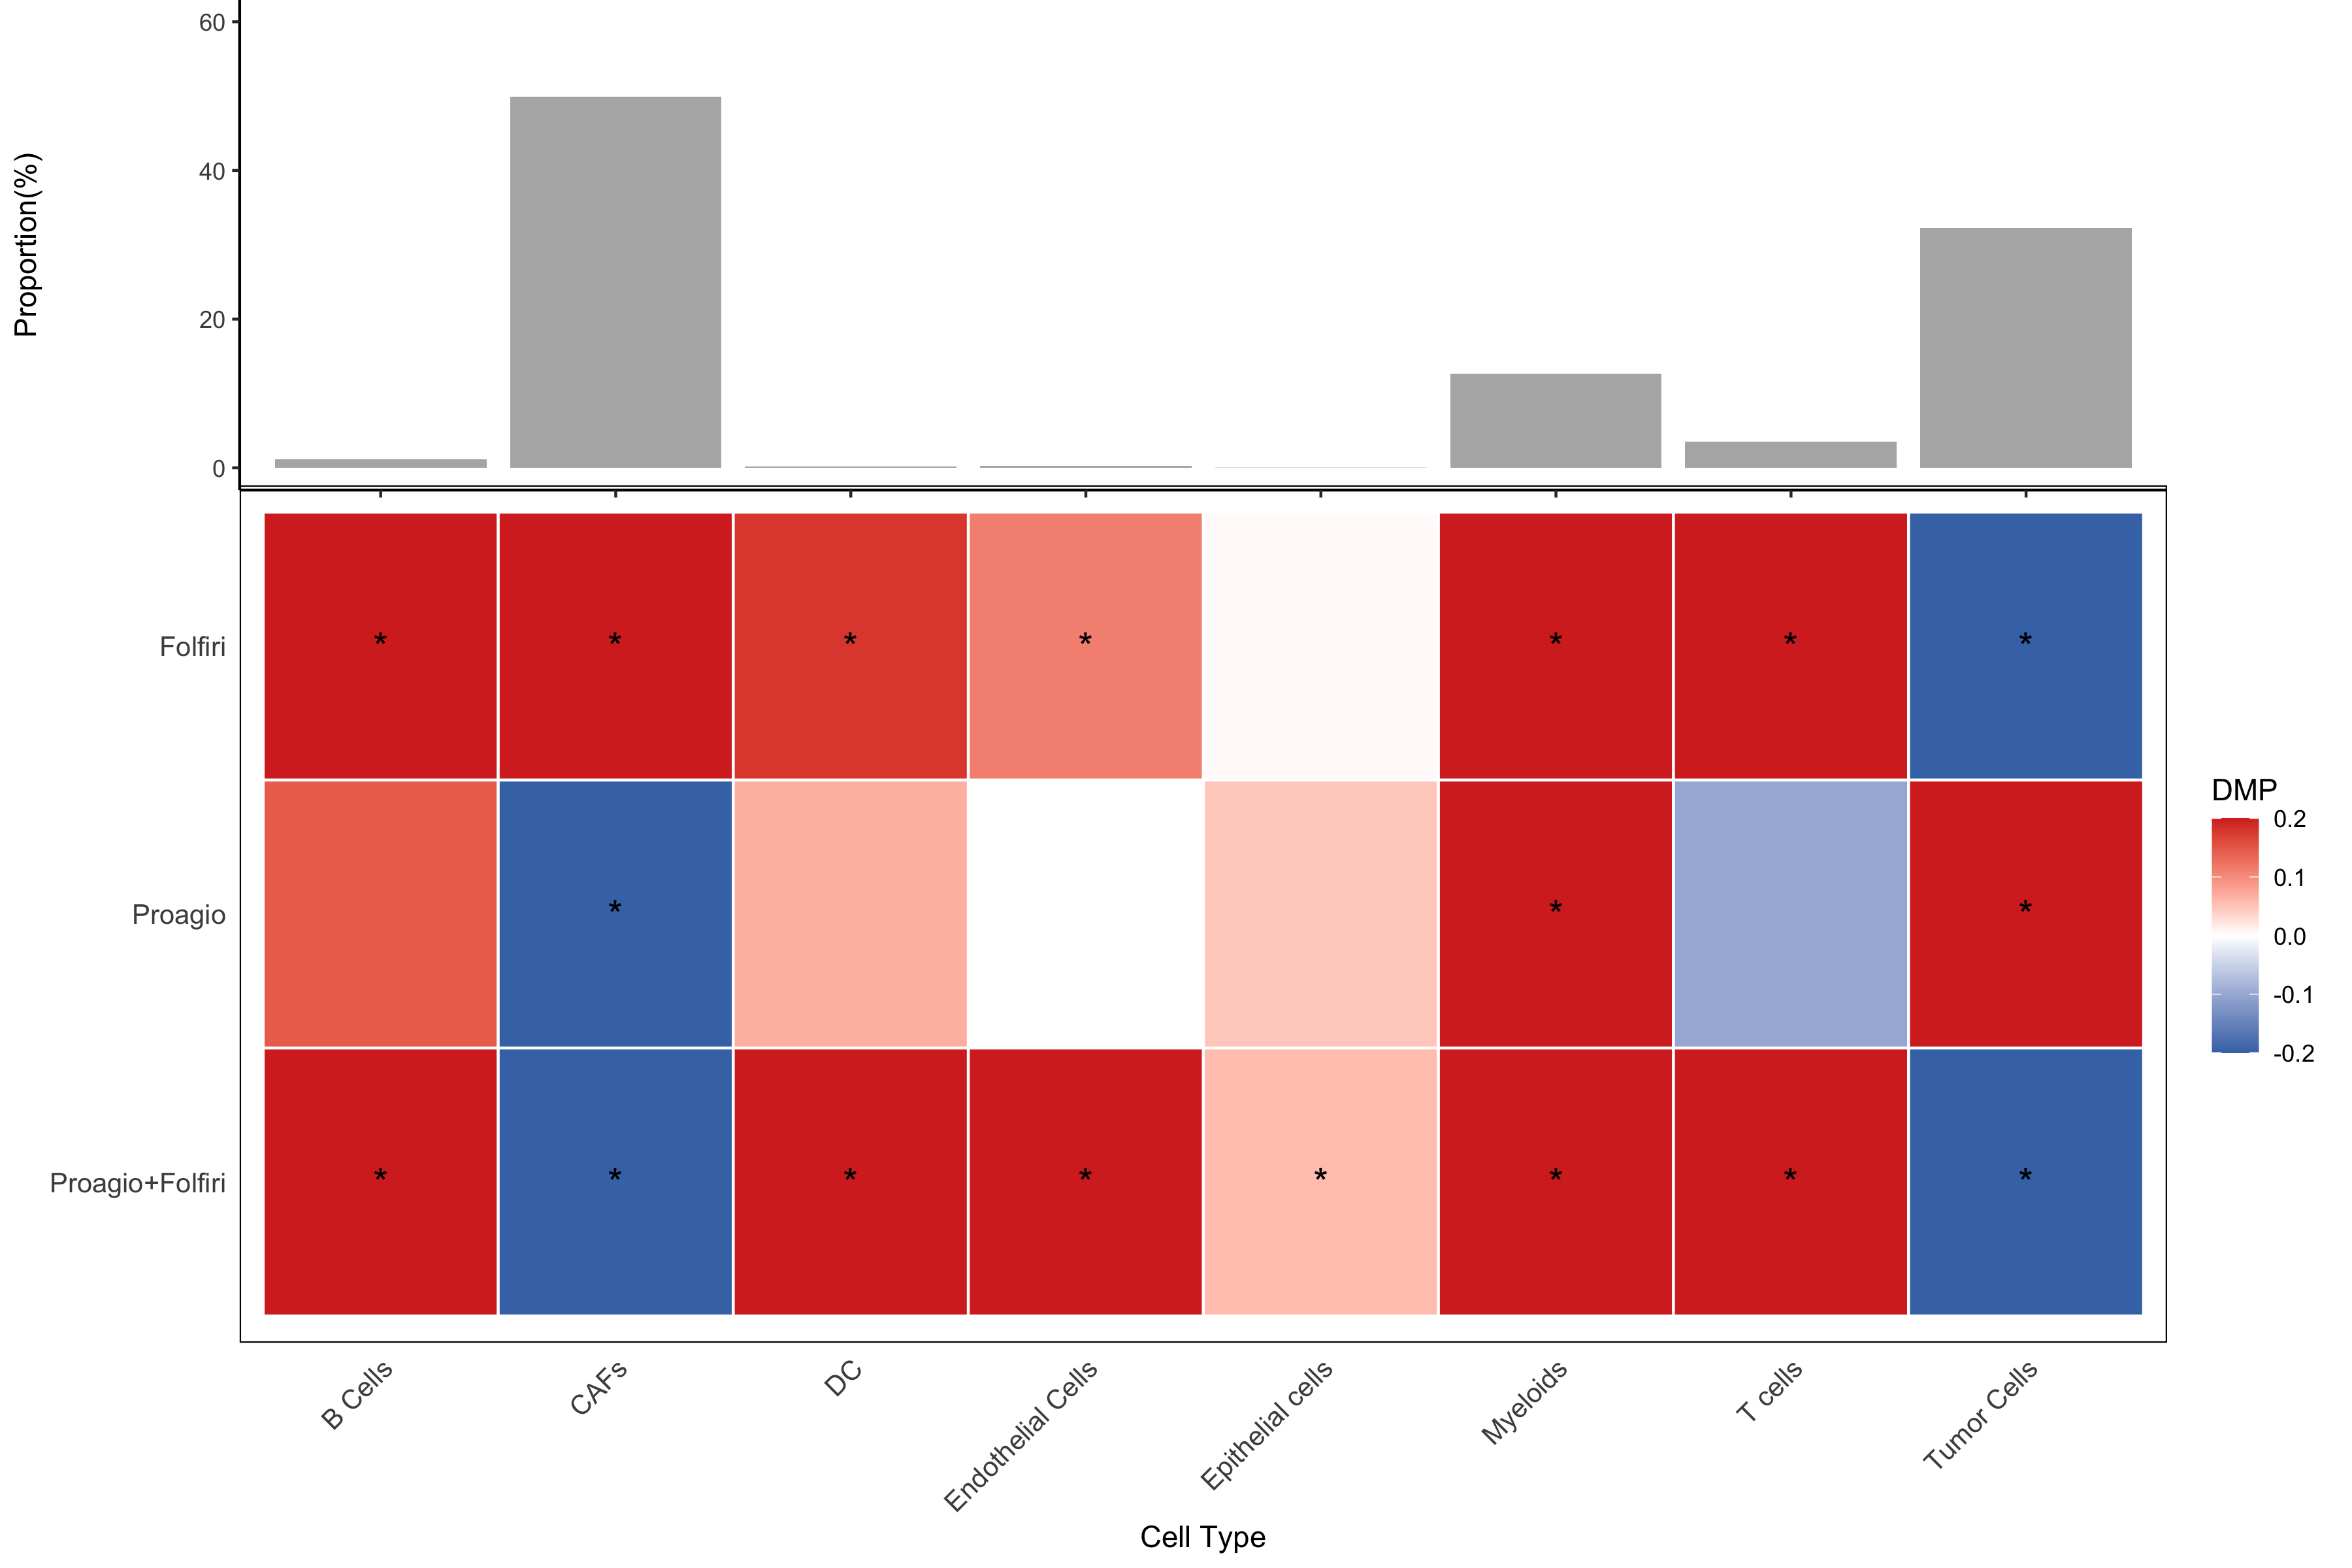 Proportion(%)
60
40
20
0
Folfiri
* * * * * * *
Proagio
* * *
Proagio+Folfiri
* * * * * * * *
DMP
0.2
0.1
0.0
-0.1
-0.2
B Cells
CAFs
DC
Endothelial Cells
Epithelial cells
Myeloids
T cells
Tumor Cells
Cell Type